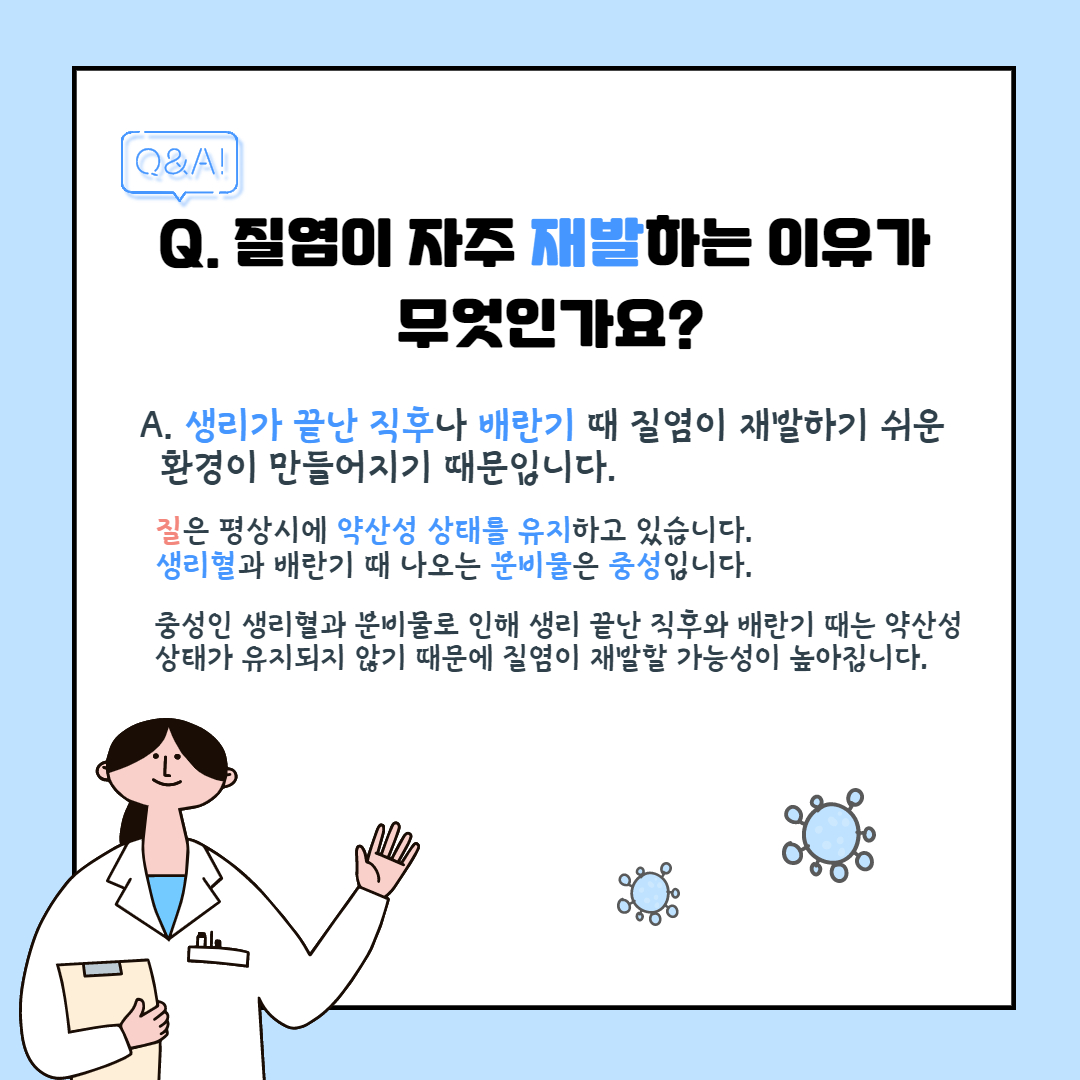 Q&A!
Q. 질염이 자주 재발하는 이유가
무엇인가요?
A. 생리가 끝난 직후나 배란기 때 질염이 재발하기 쉬운
환경이 만들어지기 때문입니다.
질은 평상시에 약산성 상태를 유지하고 있습니다.
생리혈과 배란기 때 나오는 분비물은 중성입니다.
중성인 생리혈과 분비물로 인해 생리 끝난 직후와 배란기 때는 약산성
상태가 유지되지 않기 때문에 질염이 재발할 가능성이 높아집니다.